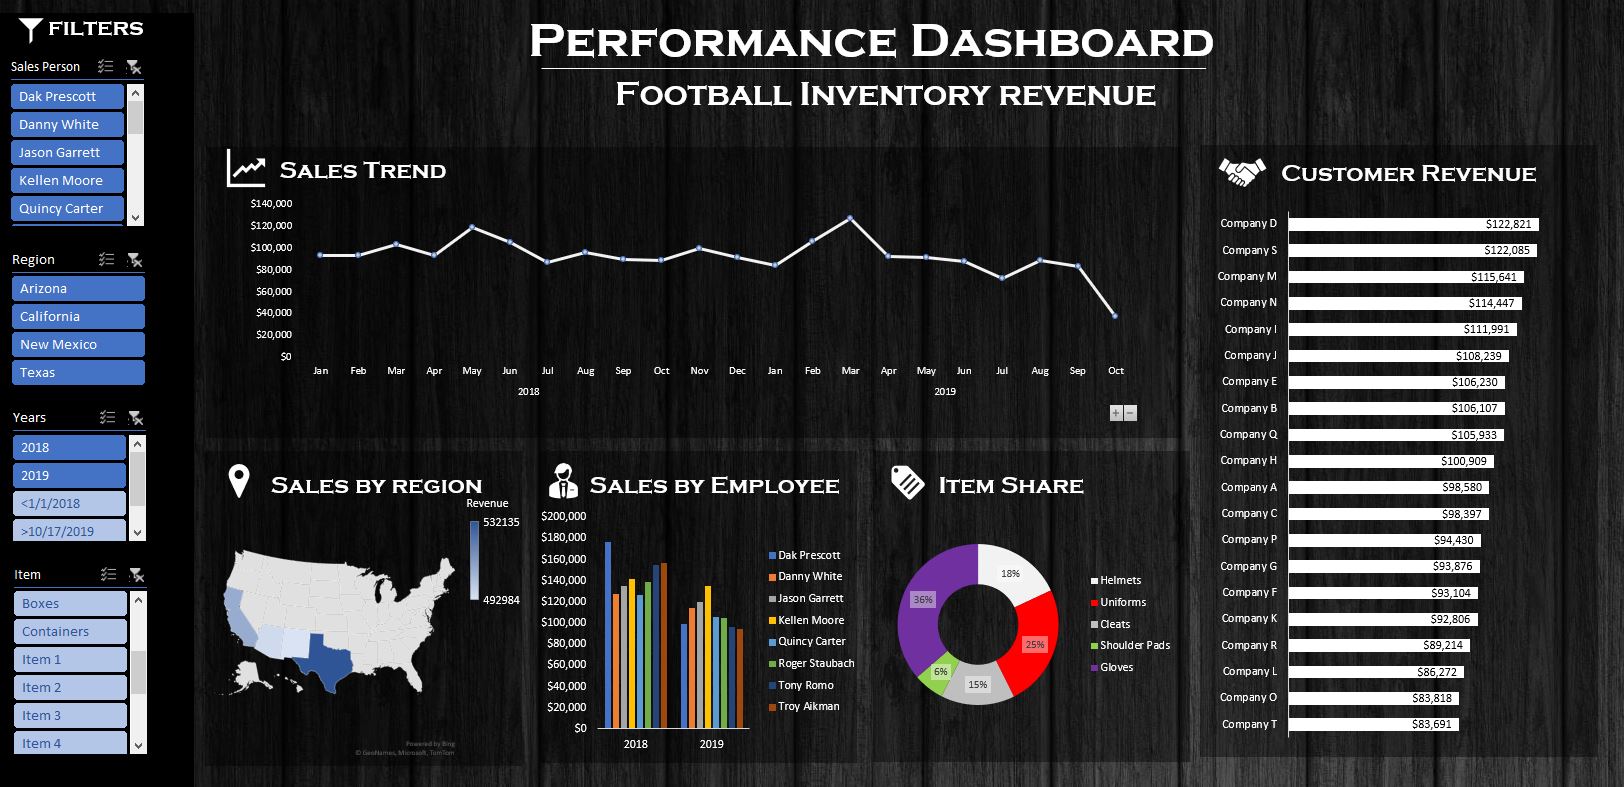 FILTERS
Sales Person
Dak Prescott
Danny White
Jason Garrett
Kellen Moore
Quincy Carter
Region
Arizona
California
New Mexico
Texas
Years
2018
2019
<1/1/2018
>10/17/2019
Item
Boxes
Containers
Item 1
Item 2
Item 3
Item 4
Performance Dashboard
Football Inventory revenue
Sales Trend
$140,000
$120,000
$100,000
$80,000
$60,000
$40,000
$20,000
$0
Jan Feb Mar Apr May Jun Jul Aug Sep Oct Nov Dec Jan Feb Mar Apr May Jun Jul Aug Sep Oct
2018 2019
+ −
Sales by region
Revenue
532135
492984
Powered by Bing
© GeoNames, Microsoft, TomTom
Sales by Employee
$200,000
$180,000
$160,000
$140,000
$120,000
$100,000
$80,000
$60,000
$40,000
$20,000
$0
2018 2019
Dak Prescott
Danny White
Jason Garrett
Kellen Moore
Quincy Carter
Roger Staubach
Tony Romo
Troy Aikman
Item Share
18%
36%
25%
6%
15%
Helmets
Uniforms
Cleats
Shoulder Pads
Gloves
Customer Revenue
Company D $122,821
Company S $122,085
Company M $115,641
Company N $114,447
Company I $111,991
Company J $108,239
Company E $106,230
Company B $106,107
Company Q $105,933
Company H $100,909
Company A $98,580
Company C $98,397
Company P $94,430
Company G $93,876
Company F $93,104
Company K $92,806
Company R $89,214
Company L $86,272
Company O $83,818
Company T $83,691